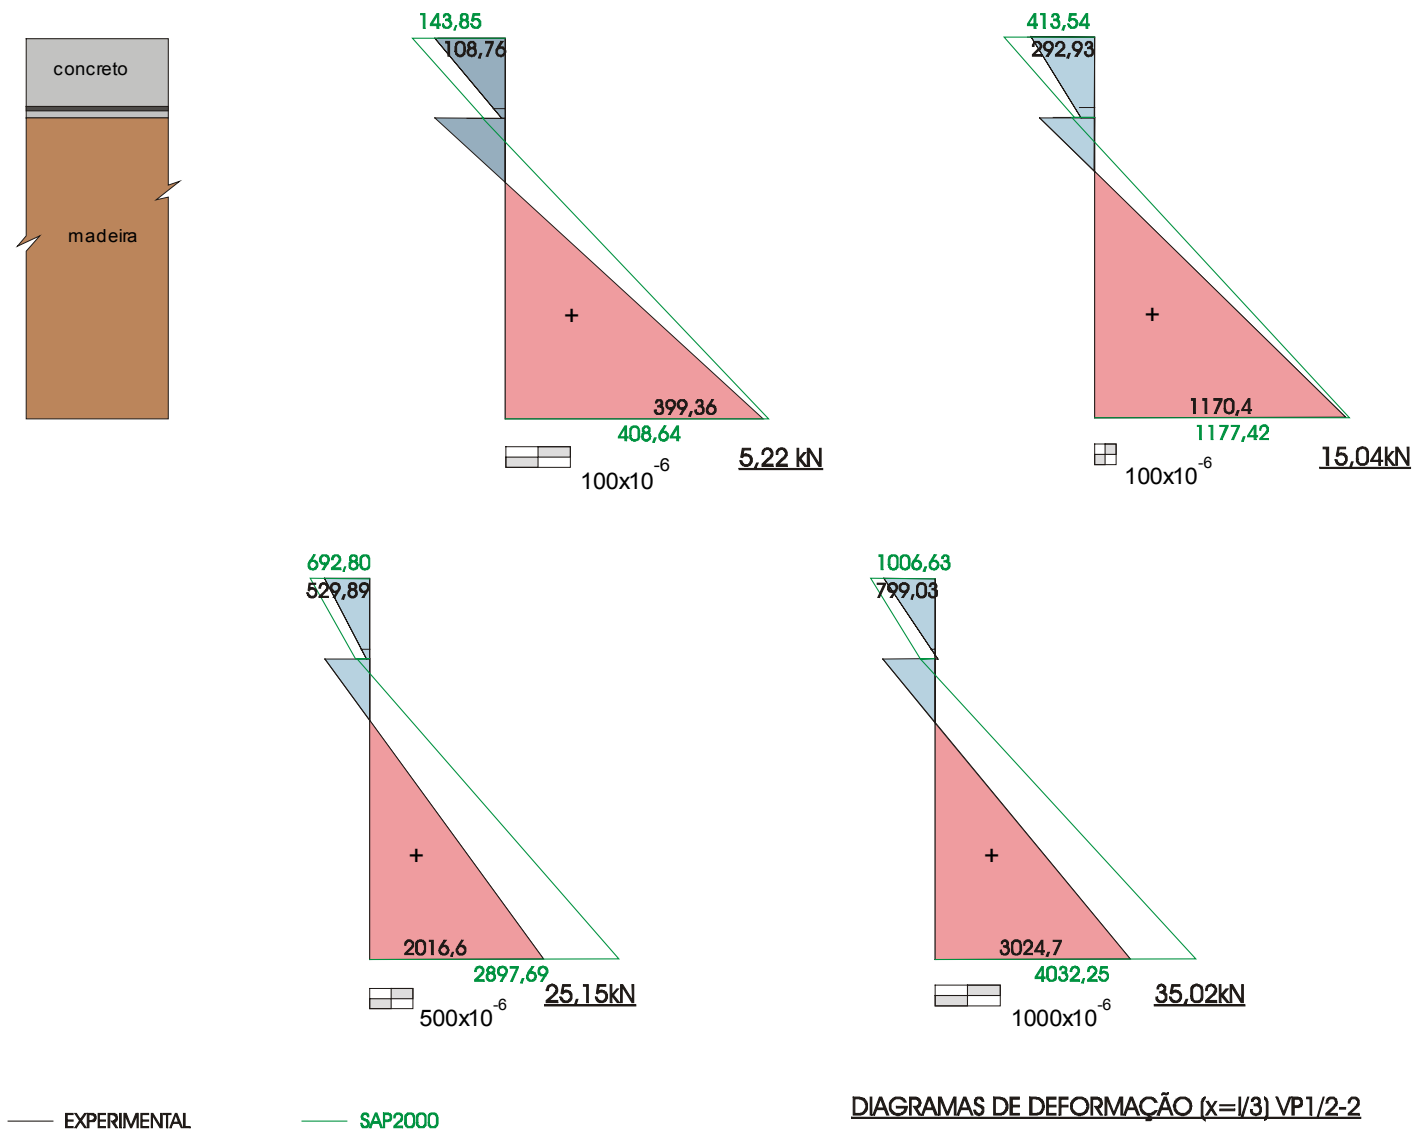 concreto
madeira
143,85
108,76
+
399,36
408,64
5,22 kN
100x10-6
413,54
292,93
+
1170,4
1177,42
15,04kN
100x10-6
692,80
529,89
+
2016,6
2897,69
25,15kN
500x10-6
1006,63
799,03
+
3024,7
4032,25
35,02kN
1000x10-6
EXPERIMENTAL
SAP2000
DIAGRAMAS DE DEFORMAÇÃO (x=l/3) VP1/2-2